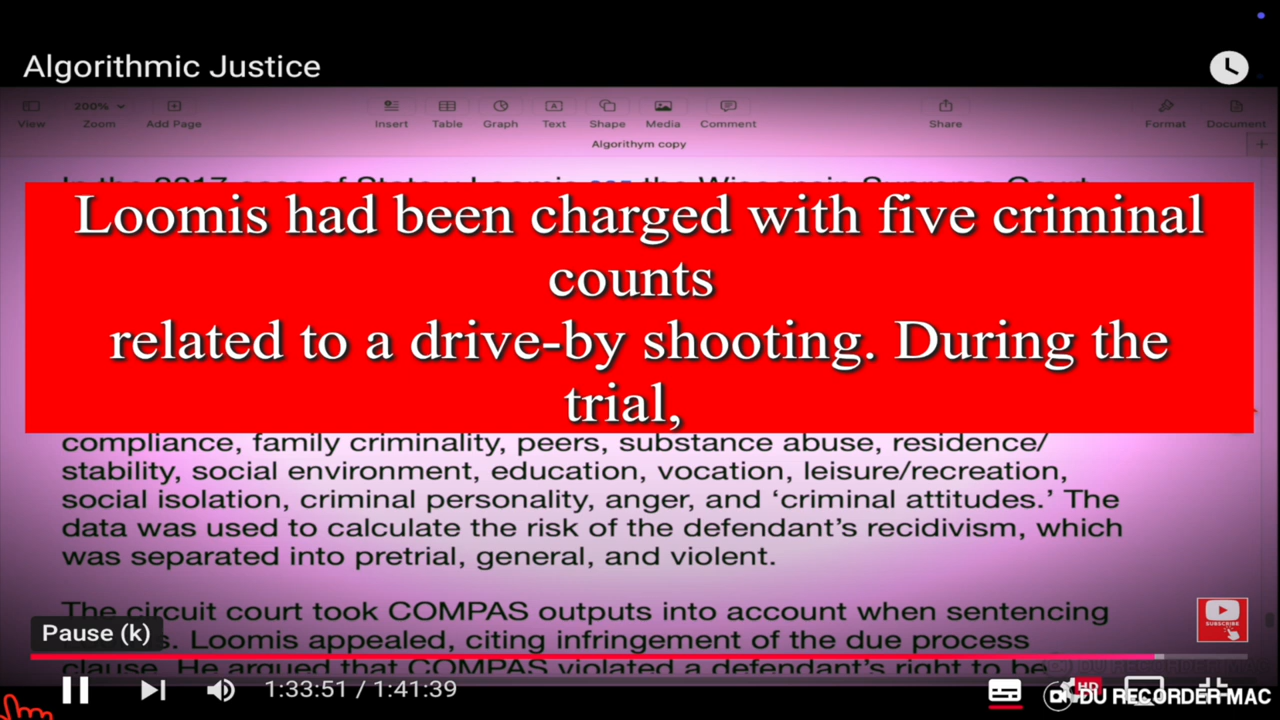 Algorithmic Justice
200%
View
Zoom
Add Page
Insert
Table
Graph
Text
Shape
Media
Comment
Share
Format
Document
Algorithym copy
Loomis had been charged with five criminal
counts
related to a drive-by shooting. During the
trial,
compliance, family criminality, peers, substance abuse, residence/
stability, social environment, education, vocation, leisure/recreation,
social isolation, criminal personality, anger, and ‘criminal attitudes.’ The
data was used to calculate the risk of the defendant’s recidivism, which
was separated into pretrial, general, and violent.
The circuit court took COMPAS outputs into account when sentencing
Loomis appealed, citing infringement of the due process
clause. He argued that COMPAS violated a defendant’s right to be
SUBSCRIBE
Pause (k)
1:33:51 / 1:41:39
HD
DU RECORDER MAC